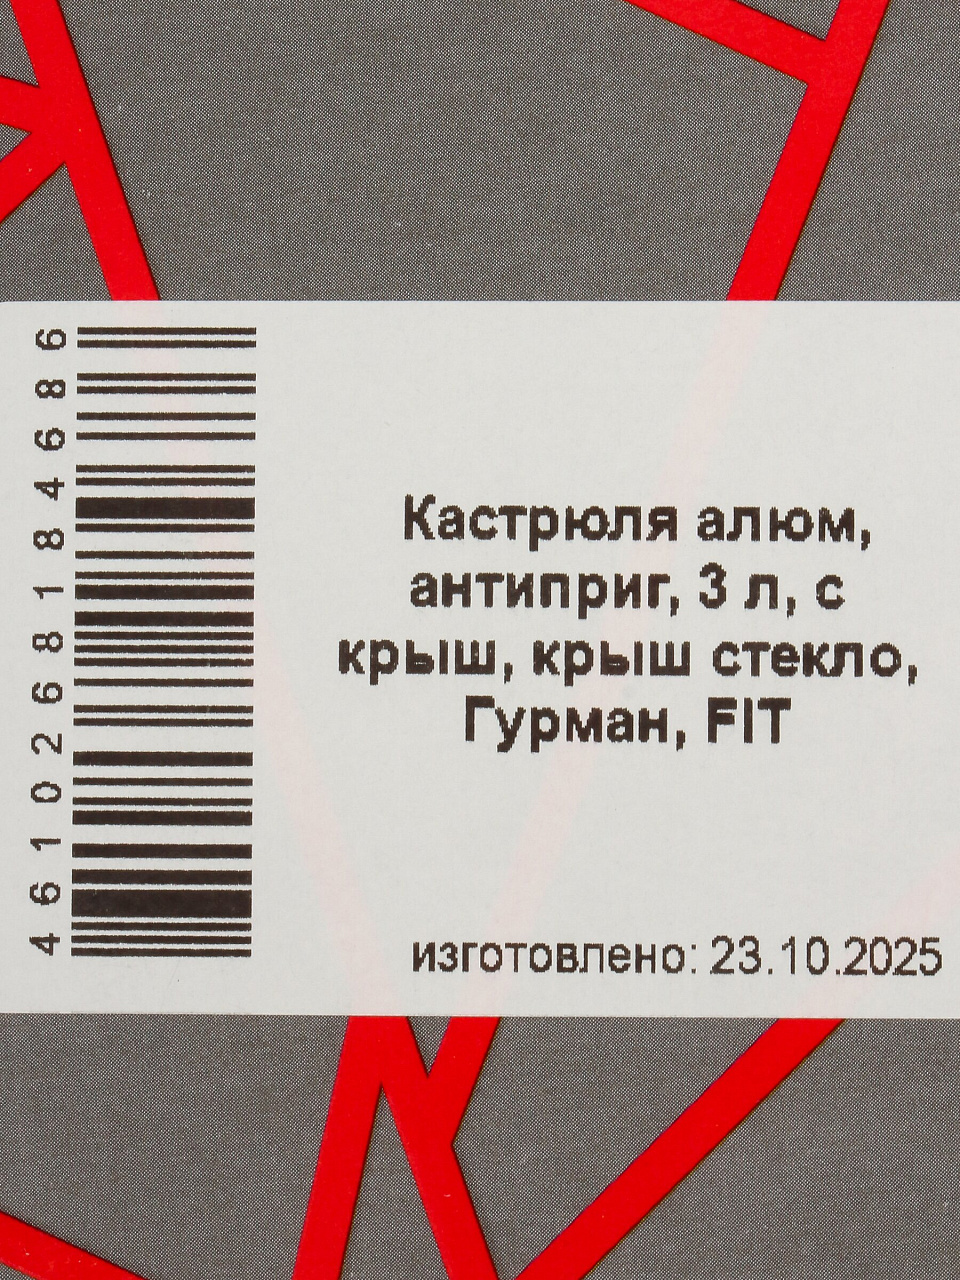 4610268184686
Кастрюля алюм,
антиприг, 3 л, с
крыш, крыш стекло,
Гурман, FIT
изготовлено: 23.10.2025